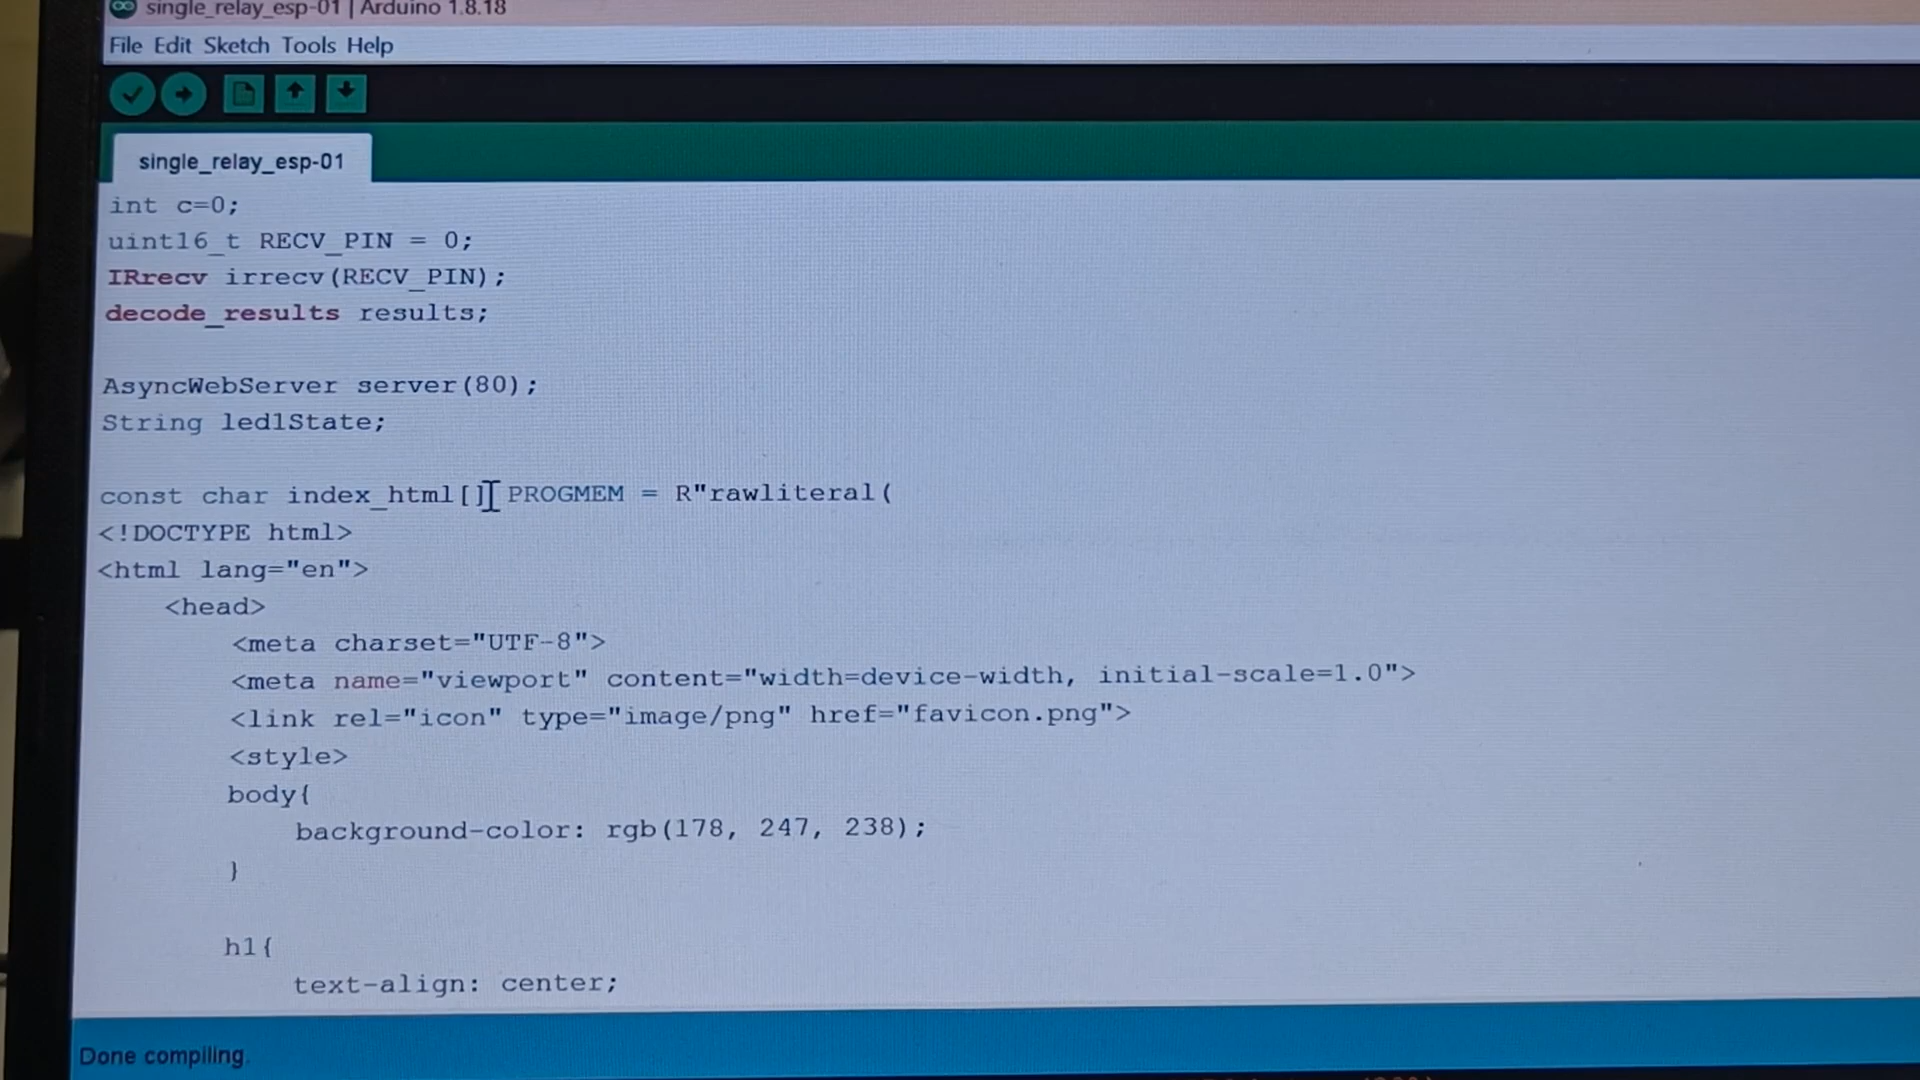 single_relay_esp-01 | Arduino 1.8.18
File Edit Sketch Tools Help
single_relay_esp-01
int c=0;
uint16_t RECV_PIN = 0;
IRrecv irrecv(RECV_PIN);
decode_results results;
AsyncWebServer server(80);
String led1State;
const char index_html[] PROGMEM = R"rawliteral(
<!DOCTYPE html>
<html lang="en">
<head>
<meta charset="UTF-8">
<meta name="viewport" content="width=device-width, initial-scale=1.0">
<link rel="icon" type="image/png" href="favicon.png">
<style>
body{
background-color: rgb(178, 247, 238);
}
h1{
text-align: center;
Done compiling.